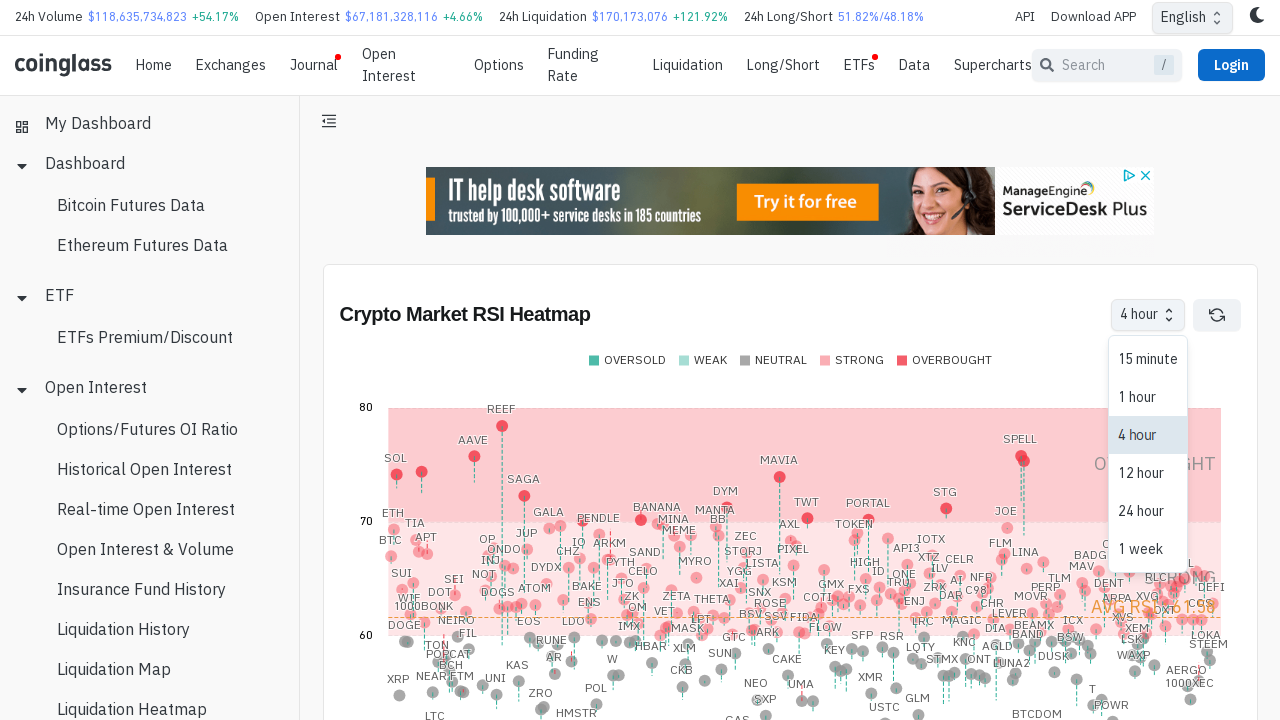 24h Volume $118,635,734,823 +54.17% Open Interest $67,181,328,116 +4.66% 24h Liquidation $170,173,076 +121.92% 24h Long/Short 51.82%/48.18% API Download APP English
coinglass Home Exchanges Journal Open Interest Options Funding Rate Liquidation Long/Short ETFs Data Supercharts Search / Login
My Dashboard
Dashboard
Bitcoin Futures Data
Ethereum Futures Data
ETF
ETFs Premium/Discount
Open Interest
Options/Futures OI Ratio
Historical Open Interest
Real-time Open Interest
Open Interest & Volume
Insurance Fund History
Liquidation History
Liquidation Map
Liquidation Heatmap
IT help desk software
trusted by 100,000+ service desks in 185 countries
Try it for free
ManageEngine
ServiceDesk Plus
Crypto Market RSI Heatmap
4 hour
15 minute
1 hour
4 hour
12 hour
24 hour
1 week
OVERSOLD WEAK NEUTRAL STRONG OVERBOUGHT
80
70
60
REEF
AAVE
SOL
SAGA
SPELL
MAVIA
DYM
STG
TWT
PORTAL
BANANA
MANTA
ETH
TIA
GALA
PENDLE
MINA
BB
AXL
TOKEN
JOE
BTC
APT
OP
JUP
IQ
ARKM
MEME
ZEC
API3
IOTX
FLM
LINA
ONDO
INJ
CHZ
SAND
STORJ
PIXEL
XTZ
CELR
BADG
SUI
SEI
NOT
DYDX
PYTH
CELO
MYRO
YGG
LISTA
HIGH
ID
ONE
ILV
MAV
WIF
DOT
ATOM
BAKE
JTO
XAI
KSM
GMX
FXS
TRU
ZRX
AI
NFP
TLM
DENT
RLC
DEFI
1000BONK
ENS
ZK
ZETA
THETA
SNX
ROSE
COTI
ENJ
DAR
C98
CHR
PERP
MOVR
ARPA
XVG
DOGE
NEIRO
EOS
LDO
OM
IMX
VET
MASK
BSV
SSV
FIDA
FLOW
LRC
MAGIC
DIA
LEVER
BEAMX
ICX
XVS
AVG RSI: 61.58
TON
FIL
RUNE
HBAR
XLM
GTC
ARK
KEY
SFP
RSR
LQTY
KNC
AGLD
BAND
BSW
XEM
LSK
LOKA
STEEM
POPCAT
BCH
AR
W
SUN
CAKE
STMX
ONT
LUNA2
DUSK
WAXP
XRP
NEAR
FTM
UNI
KAS
ZRO
POL
CKB
NEO
UMA
XMR
GLM
T
AERGO
1000XEC
LTC
HMSTR
USTC
BTCDOM
POWR